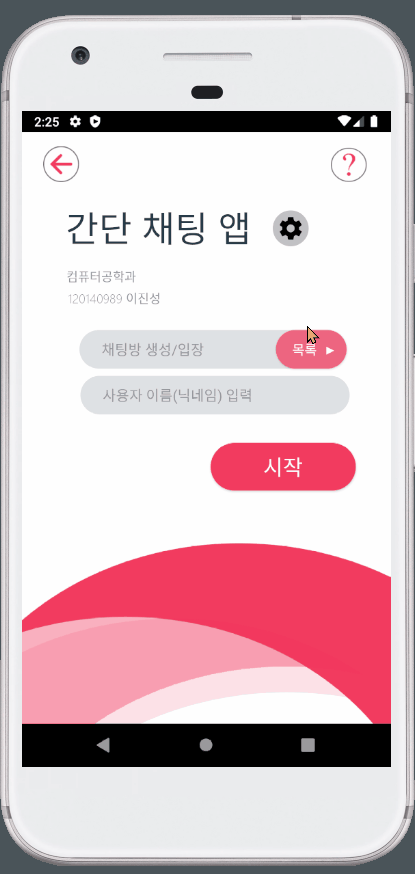 2:25
?
간단 채팅 앱
컴퓨터공학과
120140989 이진성
채팅방 생성/입장
목록 ▶
사용자 이름(닉네임) 입력
시작